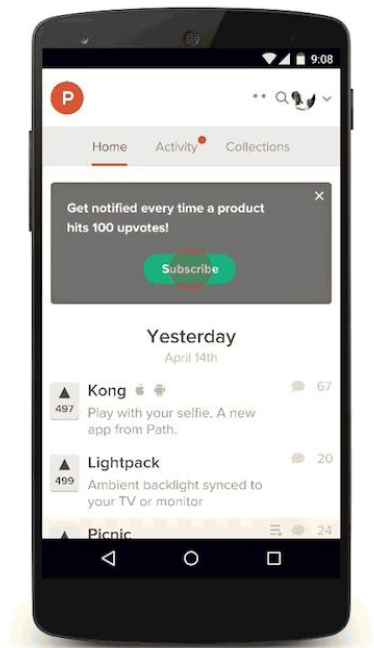 9:08
P
Home Activity Collections
Get notified every time a product
hits 100 upvotes!
Subscribe
Yesterday
April 14th
Kong 67
497
Play with your selfie. A new
app from Path.
Lightpack 20
499
Ambient backlight synced to
your TV or monitor
Picnic 24